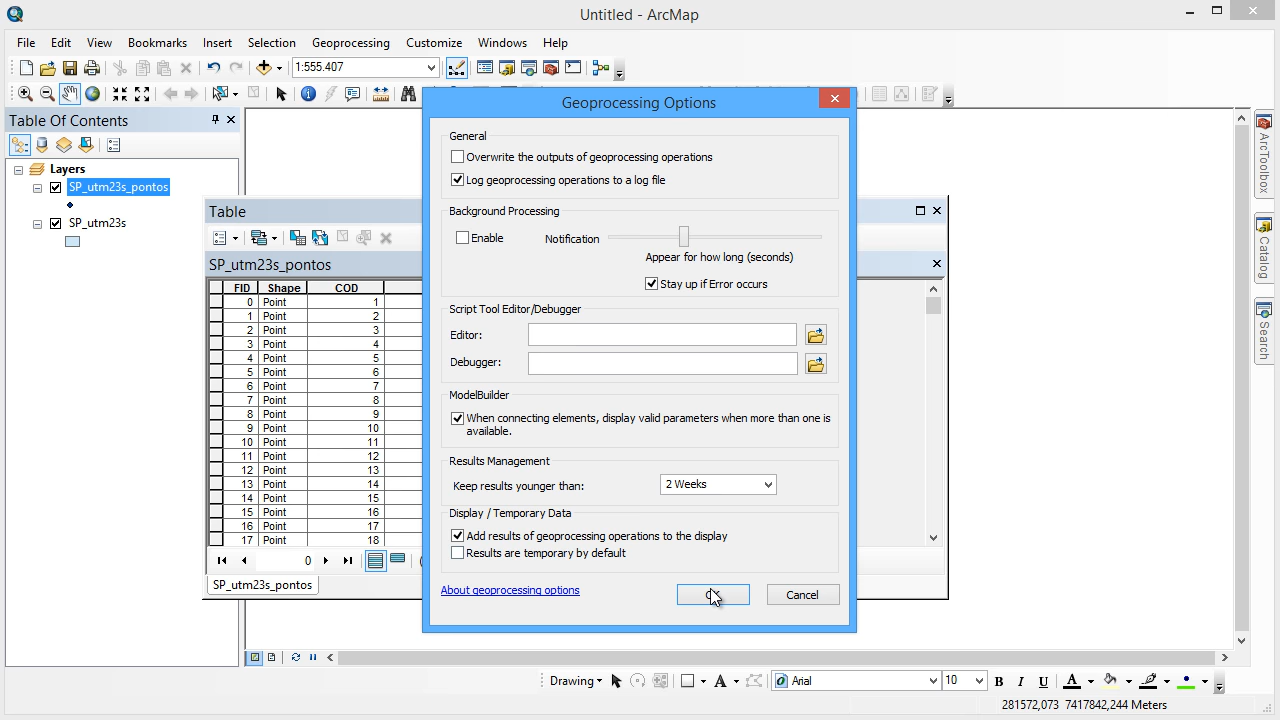 Untitled - ArcMap
File Edit View Bookmarks Insert Selection Geoprocessing Customize Windows Help
1:555.407
Table Of Contents
Layers
SP_utm23s_pontos
SP_utm23s
Table
SP_utm23s_pontos
FID Shape COD
0 Point 1
1 Point 2
2 Point 3
3 Point 4
4 Point 5
5 Point 6
6 Point 7
7 Point 8
8 Point 9
9 Point 10
10 Point 11
11 Point 12
12 Point 13
13 Point 14
14 Point 15
15 Point 16
16 Point 17
17 Point 18
0
SP_utm23s_pontos
Geoprocessing Options
General
Overwrite the outputs of geoprocessing operations
Log geoprocessing operations to a log file
Background Processing
Enable Notification
Appear for how long (seconds)
Stay up if Error occurs
Script Tool Editor/Debugger
Editor:
Debugger:
ModelBuilder
When connecting elements, display valid parameters when more than one is
available.
Results Management
Keep results younger than: 2 Weeks
Display / Temporary Data
Add results of geoprocessing operations to the display
Results are temporary by default
About geoprocessing options
Cancel
ArcToolbox
Catalog
Search
Drawing A Arial 10 B I U A
281572,073 7417842,244 Meters